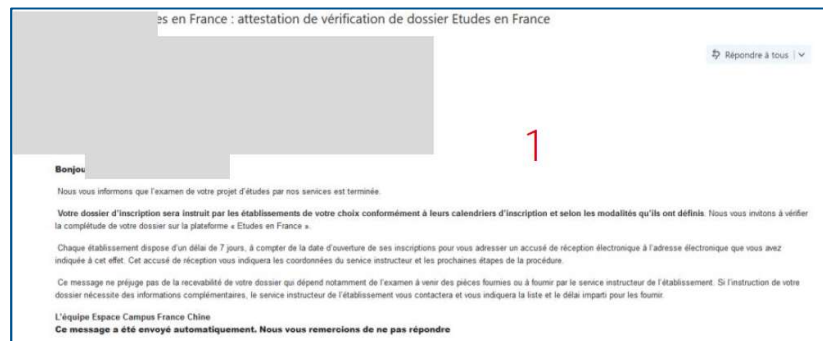 es en France : attestation de vérification de dossier Etudes en France
Répondre à tous
1
Bonjou
Nous vous informons que l'examen de votre projet d'études par nos services est terminée.
Votre dossier d'inscription sera instruit par les établissements de votre choix conformément à leurs calendriers d'inscription et selon les modalités qu'ils ont définis. Nous vous invitons à vérifier
la complétude de votre dossier sur la plateforme « Etudes en France ».
Chaque établissement dispose d'un délai de 7 jours, à compter de la date d'ouverture de ses inscriptions pour vous adresser un accusé de réception électronique à l'adresse électronique que vous avez
indiquée à cet effet. Cet accusé de réception vous indiquera les coordonnées du service instructeur et les prochaines étapes de la procédure.
Ce message ne préjuge pas de la recevabilité de votre dossier qui dépend notamment de l'examen à venir des pièces fournies ou à fournir par le service instructeur de l'établissement. Si l'instruction de votre
dossier nécessite des informations complémentaires, le service instructeur de l'établissement vous contactera et vous indiquera la liste et le délai imparti pour les fournir.
L'équipe Espace Campus France Chine
Ce message a été envoyé automatiquement. Nous vous remercions de ne pas répondre